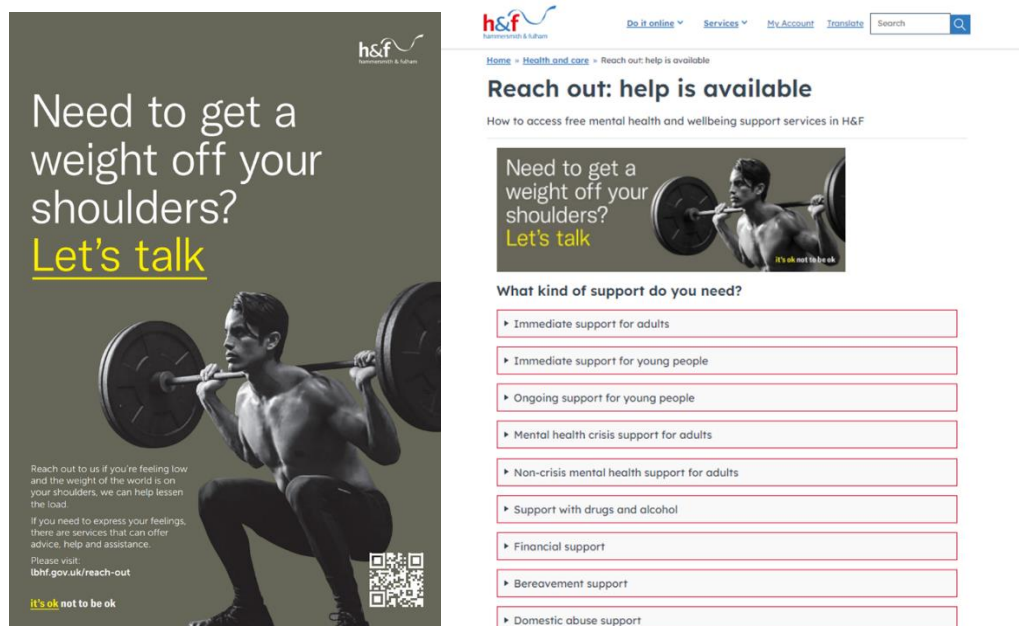 h&f
hammersmith & fulham
Need to get a
weight off your
shoulders?
Let's talk
Reach out to us if you're feeling low
and the weight of the world is on
your shoulders, we can help lessen
the load.
If you need to express your feelings,
there are services that can offer
advice, help and assistance.
Please visit:
lbhf.gov.uk/reach-out
it's ok not to be ok
h&f
hammersmith & fulham
Do it online
Services
My Account
Translate
Search
Home » Health and care » Reach out: help is available
Reach out: help is available
How to access free mental health and wellbeing support services in H&F
Need to get a
weight off your
shoulders?
Let's talk
it's ok not to be ok
What kind of support do you need?
Immediate support for adults
Immediate support for young people
Ongoing support for young people
Mental health crisis support for adults
Non-crisis mental health support for adults
Support with drugs and alcohol
Financial support
Bereavement support
Domestic abuse support